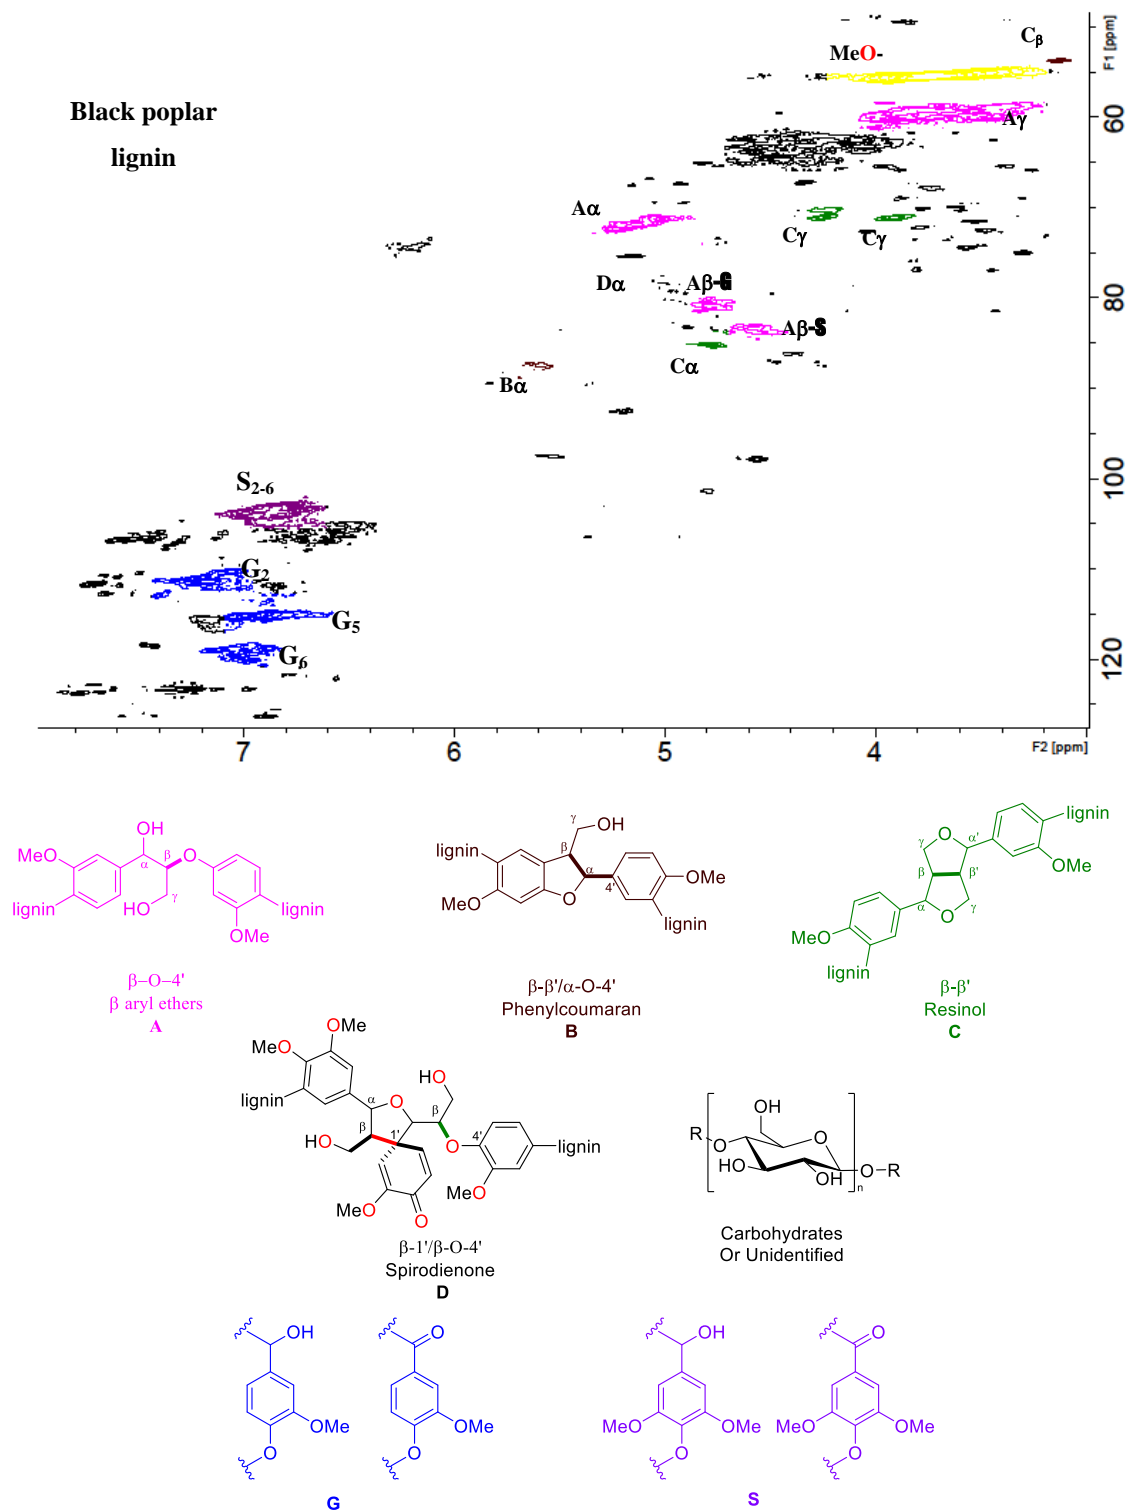 Black poplar
lignin
MeO-
Cβ
Aγ
Aα
Cγ
Cγ
Dα
Aβ-G
Aβ-S
Cα
Bα
S2-6
G2
G5
G6
60
80
100
120
F1 [ppm]
7
6
5
4
F2 [ppm]
OH
MeO
α
β
O
γ
HO
lignin
lignin
OMe
β-O-4'
β aryl ethers
A
γ
OH
lignin
β
α
4'
MeO
O
OMe
lignin
β-β'/α-O-4'
Phenylcoumaran
B
lignin
γ
O
α'
OMe
β
β'
α
O
γ
MeO
lignin
β-β'
Resinol
C
OMe
MeO
HO
lignin
α
O
β
β
HO
1'
O
4'
lignin
MeO
MeO
O
β-1'/β-O-4'
Spirodienone
D
OH
R
O
O
HO
OH
O-R
n
Carbohydrates
Or Unidentified
OH
O
OH
O
OMe
OMe
MeO
OMe
MeO
OMe
O
O
O
O
G
S